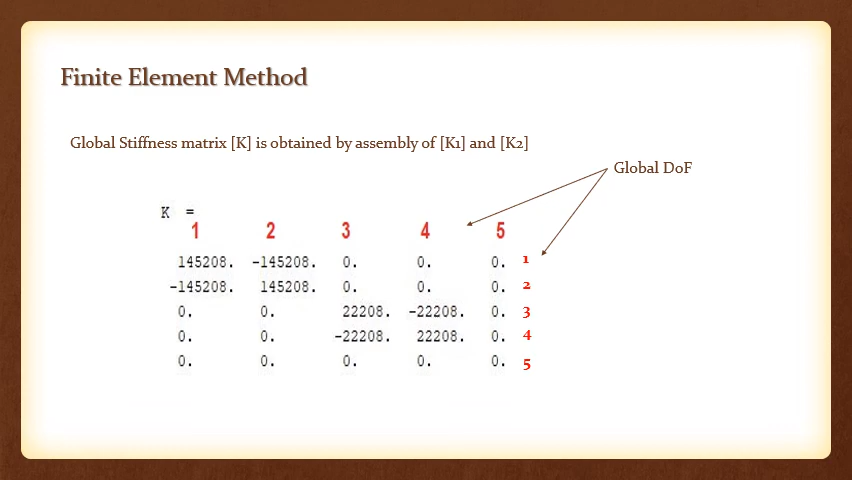 Finite Element Method
Global Stiffness matrix [K] is obtained by assembly of [K1] and [K2]
Global DoF
K =
1 2 3 4 5
145208. -145208. 0. 0. 0. 1
-145208. 145208. 0. 0. 0. 2
0. 0. 22208. -22208. 0. 3
0. 0. -22208. 22208. 0. 4
0. 0. 0. 0. 0. 5